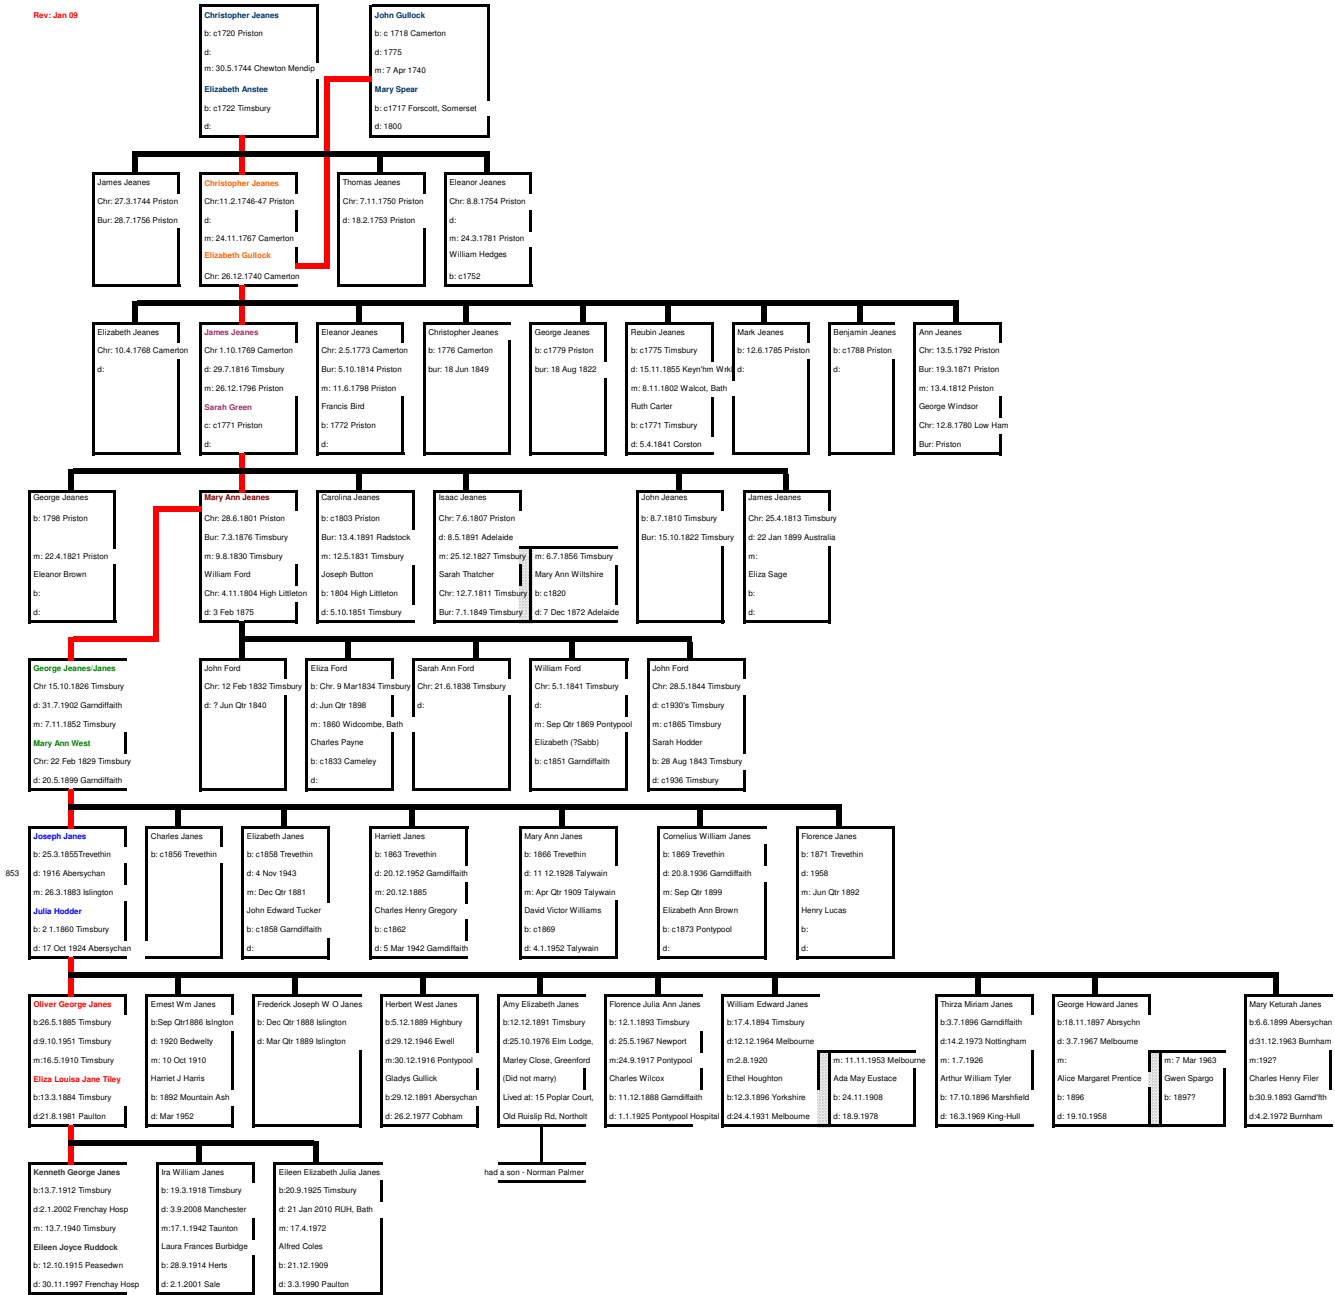 Rev: Jan 09
Christopher Jeanes
b: c1720 Priston
d:
m: 30.5.1744 Chewton Mendip
Elizabeth Anstee
b: c1722 Timsbury
d:
John Gullock
b: c 1718 Camerton
d: 1775
m: 7 Apr 1740
Mary Spear
b: c1717 Forscott, Somerset
d: 1800
James Jeanes
Chr: 27.3.1744 Priston
Bur: 28.7.1756 Priston
Christopher Jeanes
Chr:11.2.1746-47 Priston
d:
m: 24.11.1767 Camerton
Elizabeth Gullock
Chr: 26.12.1740 Camerton
Thomas Jeanes
Chr: 7.11.1750 Priston
d: 18.2.1753 Priston
Eleanor Jeanes
Chr: 8.8.1754 Priston
d:
m: 24.3.1781 Priston
William Hedges
b: c1752
Elizabeth Jeanes
Chr: 10.4.1768 Camerton
d:
James Jeanes
Chr 1.10.1769 Camerton
d: 29.7.1816 Timsbury
m: 26.12.1796 Priston
Sarah Green
c: c1771 Priston
d:
Eleanor Jeanes
Chr: 2.5.1773 Camerton
Bur: 5.10.1814 Priston
m: 11.6.1798 Priston
Francis Bird
b: 1772 Priston
d:
Christopher Jeanes
b: 1776 Camerton
bur: 18 Jun 1849
George Jeanes
b: c1779 Priston
bur: 18 Aug 1822
Reubin Jeanes
b: c1775 Timsbury
d: 15.11.1855 Keyn'hm Wrk
m: 8.11.1802 Walcot, Bath
Ruth Carter
b: c1771 Timsbury
d: 5.4.1841 Corston
Mark Jeanes
b: 12.6.1785 Priston
d:
Benjamin Jeanes
b: c1788 Priston
d:
Ann Jeanes
Chr: 13.5.1792 Priston
Bur: 19.3.1871 Priston
m: 13.4.1812 Priston
George Windsor
Chr: 12.8.1780 Low Ham
Bur: Priston
George Jeanes
b: 1798 Priston
m: 22.4.1821 Priston
Eleanor Brown
b:
d:
Mary Ann Jeanes
Chr: 28.6.1801 Priston
Bur: 7.3.1876 Timsbury
m: 9.8.1830 Timsbury
William Ford
Chr: 4.11.1804 High Littleton
d: 3 Feb 1875
Carolina Jeanes
b: c1803 Priston
Bur: 13.4.1891 Radstock
m: 12.5.1831 Timsbury
Joseph Button
b: 1804 High Littleton
d: 5.10.1851 Timsbury
Isaac Jeanes
Chr: 7.6.1807 Priston
d: 8.5.1891 Adelaide
m: 25.12.1827 Timsbury
Sarah Thatcher
Chr: 12.7.1811 Timsbury
Bur: 7.1.1849 Timsbury
m: 6.7.1856 Timsbury
Mary Ann Wiltshire
b: c1820
d: 7 Dec 1872 Adelaide
John Jeanes
b: 8.7.1810 Timsbury
Bur: 15.10.1822 Timsbury
James Jeanes
Chr: 25.4.1813 Timsbury
d: 22 Jan 1899 Australia
m:
Eliza Sage
b:
d:
George Jeanes/Janes
Chr 15.10.1826 Timsbury
d: 31.7.1902 Garndiffaith
m: 7.11.1852 Timsbury
Mary Ann West
Chr: 22 Feb 1829 Timsbury
d: 20.5.1899 Garndiffaith
John Ford
Chr: 12 Feb 1832 Timsbury
d: ? Jun Qtr 1840
Eliza Ford
b: Chr. 9 Mar1834 Timsbury
d: Jun Qtr 1898
m: 1860 Widcombe, Bath
Charles Payne
b: c1833 Cameley
d:
Sarah Ann Ford
Chr: 21.6.1838 Timsbury
d:
William Ford
Chr: 5.1.1841 Timsbury
d:
m: Sep Qtr 1869 Pontypool
Elizabeth (?Sabb)
b: c1851 Garndiffaith
John Ford
Chr: 28.5.1844 Timsbury
d: c1930's Timsbury
m: c1865 Timsbury
Sarah Hodder
b: 28 Aug 1843 Timsbury
d: c1936 Timsbury
853
Joseph Janes
b: 25.3.1855Trevethin
d: 1916 Abersychan
m: 26.3.1883 Islington
Julia Hodder
b: 2 1.1860 Timsbury
d: 17 Oct 1924 Abersychan
Charles Janes
b: c1856 Trevethin
Elizabeth Janes
b: c1858 Trevethin
d: 4 Nov 1943
m: Dec Qtr 1881
John Edward Tucker
b: c1858 Garndiffaith
d:
Harriett Janes
b: 1863 Trevethin
d: 20.12.1952 Garndiffaith
m: 20.12.1885
Charles Henry Gregory
b: c1862
d: 5 Mar 1942 Garndiffaith
Mary Ann Janes
b: 1866 Trevethin
d: 11 12.1928 Talywain
m: Apr Qtr 1909 Talywain
David Victor Williams
b: c1869
d: 4.1.1952 Talywain
Cornelius William Janes
b: 1869 Trevethin
d: 20.8.1936 Garndiffaith
m: Sep Qtr 1899
Elizabeth Ann Brown
b: c1873 Pontypool
d:
Florence Janes
b: 1871 Trevethin
d: 1958
m: Jun Qtr 1892
Henry Lucas
b:
d:
Oliver George Janes
b:26.5.1885 Timsbury
d:9.10.1951 Timsbury
m:16.5.1910 Timsbury
Eliza Louisa Jane Tiley
b:13.3.1884 Timsbury
d:21.8.1981 Paulton
Ernest Wm Janes
b:Sep Qtr1886 Islngton
d: 1920 Bedwelty
m: 10 Oct 1910
Harriet J Harris
b: 1892 Mountain Ash
d: Mar 1952
Frederick Joseph W O Janes
b: Dec Qtr 1888 Islington
d: Mar Qtr 1889 Islington
Herbert West Janes
b:5.12.1889 Highbury
d:29.12.1946 Ewell
m:30.12.1916 Pontypool
Gladys Gullick
b:29.12.1891 Abersychan
d: 26.2.1977 Cobham
Amy Elizabeth Janes
b:12.12.1891 Timsbury
d:25.10.1976 Elm Lodge,
Marley Close, Greenford
(Did not marry)
Lived at: 15 Poplar Court,
Old Ruislip Rd, Northolt
Florence Julia Ann Janes
b: 12.1.1893 Timsbury
d: 25.5.1967 Newport
m:24.9.1917 Pontypool
Charles Wilcox
b: 11.12.1888 Garndiffaith
d: 1.1.1925 Pontypool Hospital
William Edward Janes
b:17.4.1894 Timsbury
d:12.12.1964 Melbourne
m:2.8.1920
Ethel Houghton
b:12.3.1896 Yorkshire
d:24.4.1931 Melbourne
m: 11.11.1953 Melbourne
Ada May Eustace
b: 24.11.1908
d: 18.9.1978
Thirza Miriam Janes
b:3.7.1896 Garndiffaith
d:14.2.1973 Nottingham
m: 1.7.1926
Arthur William Tyler
b: 17.10.1896 Marshfield
d: 16.3.1969 King-Hull
George Howard Janes
b:18.11.1897 Abrsychn
d: 3.7.1967 Melbourne
m:
Alice Margaret Prentice
b: 1896
d: 19.10.1958
m: 7 Mar 1963
Gwen Spargo
b: 1897?
Mary Keturah Janes
b:6.6.1899 Abersychan
d:31.12.1963 Burnham
m:192?
Charles Henry Filer
b:30.9.1893 Garnd'fth
d:4.2.1972 Burnham
had a son - Norman Palmer
Kenneth George Janes
b:13.7.1912 Timsbury
d:2.1.2002 Frenchay Hosp
m: 13.7.1940 Timsbury
Eileen Joyce Ruddock
b: 12.10.1915 Peasedwn
d: 30.11.1997 Frenchay Hosp
Ira William Janes
b: 19.3.1918 Timsbury
d: 3.9.2008 Manchester
m:17.1.1942 Taunton
Laura Frances Burbidge
b: 28.9.1914 Herts
d: 2.1.2001 Sale
Eileen Elizabeth Julia Janes
b:20.9.1925 Timsbury
d: 21 Jan 2010 RUH, Bath
m: 17.4.1972
Alfred Coles
b: 21.12.1909
d: 3.3.1990 Paulton